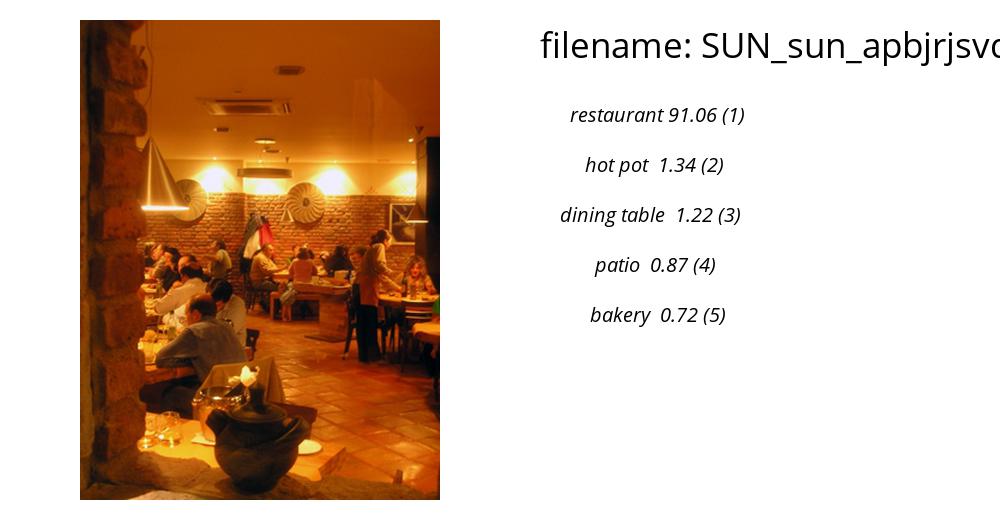 filename: SUN_sun_apbjrjsvd
restaurant 91.06 (1)
hot pot 1.34 (2)
dining table 1.22 (3)
patio 0.87 (4)
bakery 0.72 (5)